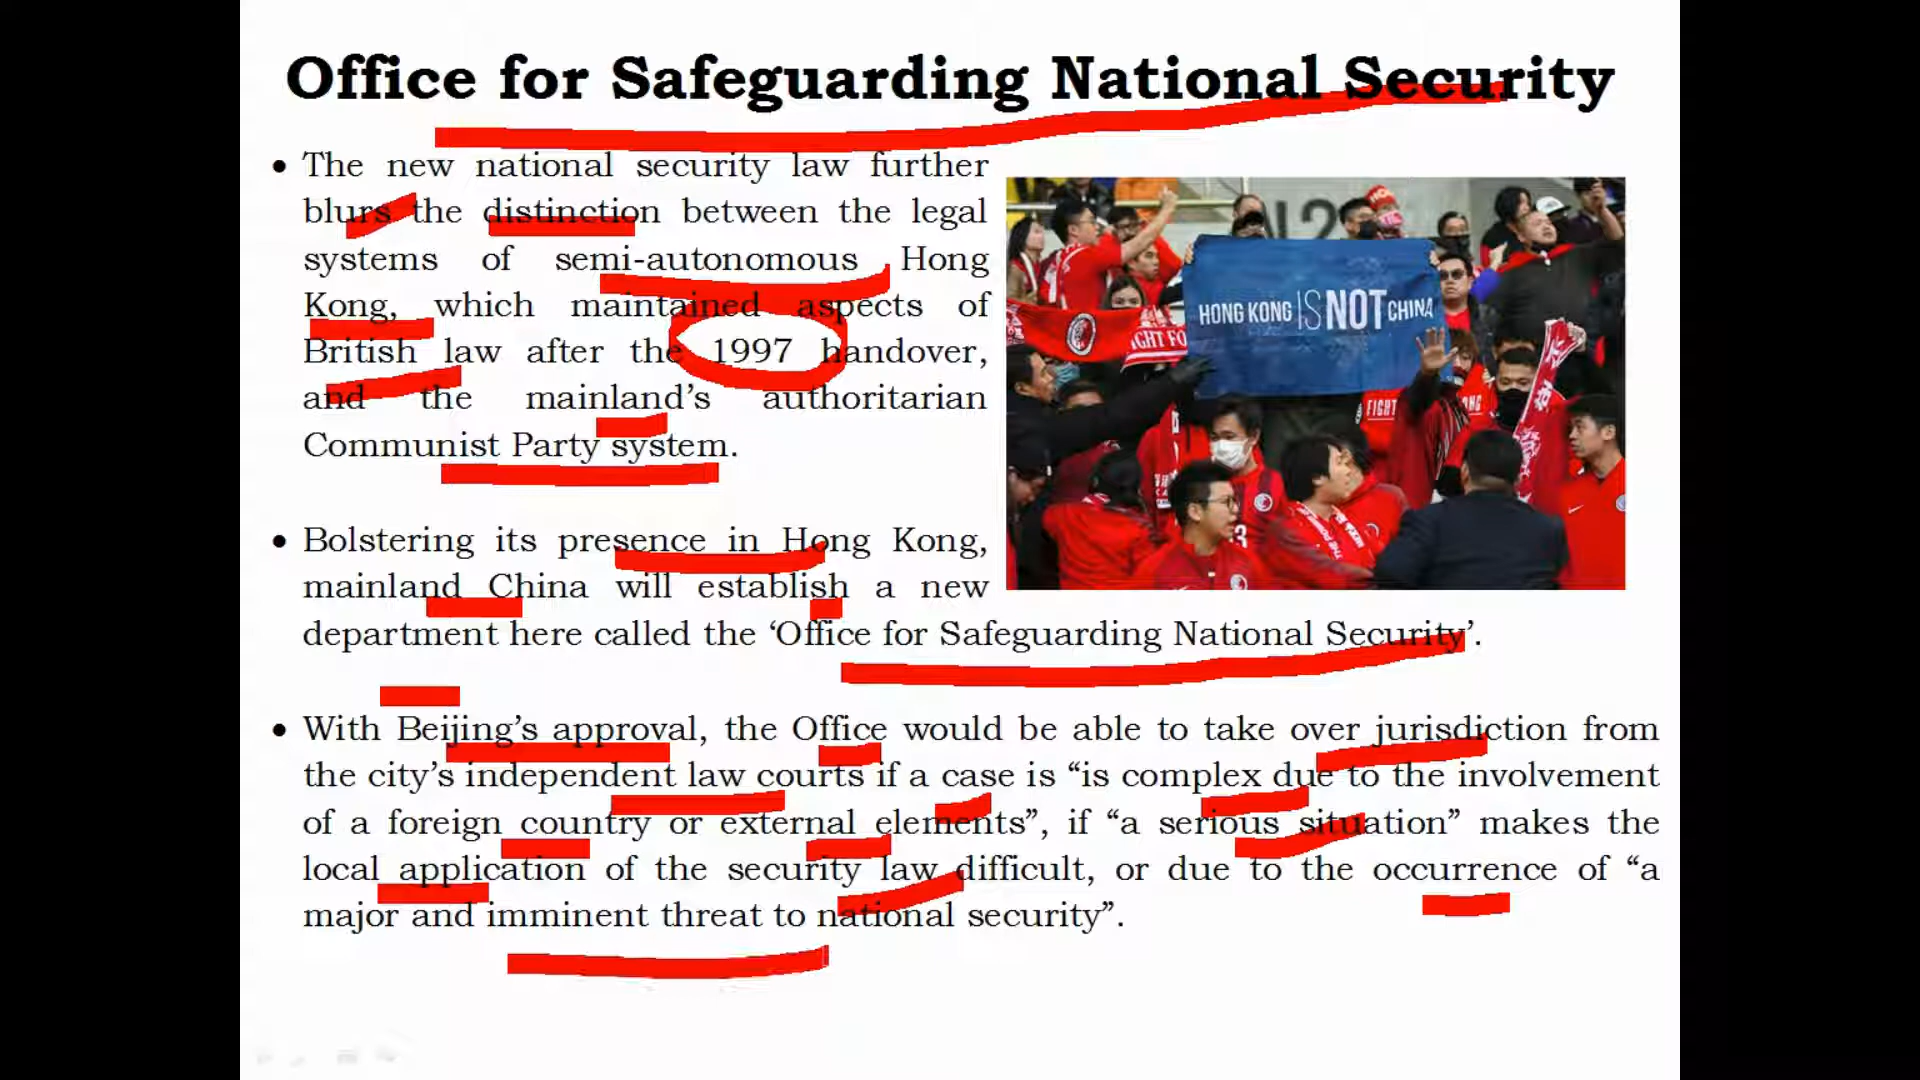 Office for Safeguarding National Security
• The new national security law further
blurs the distinction between the legal
systems of semi-autonomous Hong
Kong, which maintained aspects of
British law after the 1997 handover,
and the mainland’s authoritarian
Communist Party system.
HONG KONG IS NOT CHINA
IGHT FO
FIGHT
• Bolstering its presence in Hong Kong,
mainland China will establish a new
department here called the ‘Office for Safeguarding National Security’.
• With Beijing’s approval, the Office would be able to take over jurisdiction from
the city’s independent law courts if a case is “is complex due to the involvement
of a foreign country or external elements”, if “a serious situation” makes the
local application of the security law difficult, or due to the occurrence of “a
major and imminent threat to national security”.